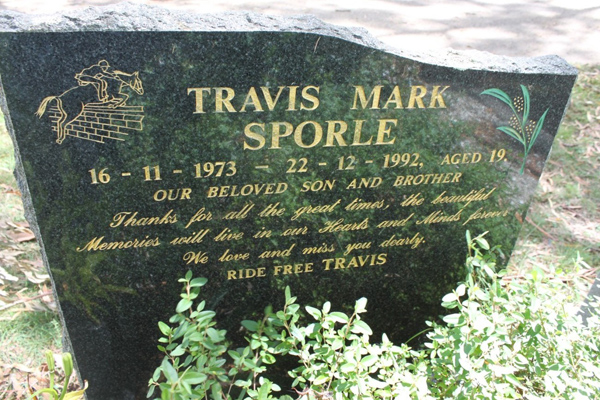 TRAVIS MARK
SPORLE
16 - 11 - 1973 - 22 - 12 - 1992, AGED 19,
OUR BELOVED SON AND BROTHER
Thanks for all the great times, the beautiful
Memories will live in our Hearts and Minds forever
We love and miss you dearly.
RIDE FREE TRAVIS